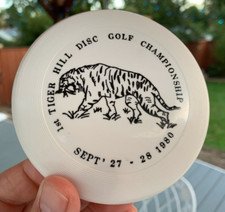 1st TIGER HILL DISC GOLF CHAMPIONSHIP
SEPT' 27 - 28 1980